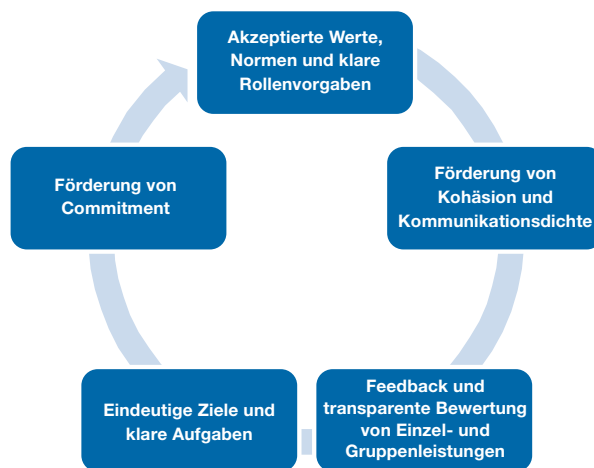 Akzeptierte Werte,
Normen und klare
Rollenvorgaben
Förderung von
Kohäsion und
Kommunikationsdichte
Feedback und
transparente Bewertung
von Einzel- und
Gruppenleistungen
Eindeutige Ziele und
klare Aufgaben
Förderung von
Commitment